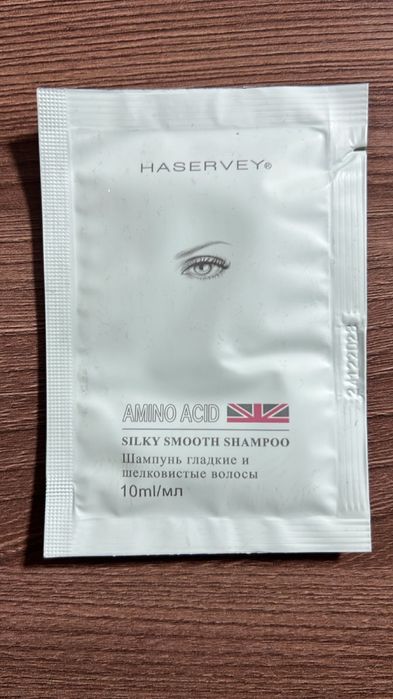 HASERVEY®
AMINO ACID
SILKY SMOOTH SHAMPOO
Шампунь гладкие и
шелковистые волосы
10ml/мл